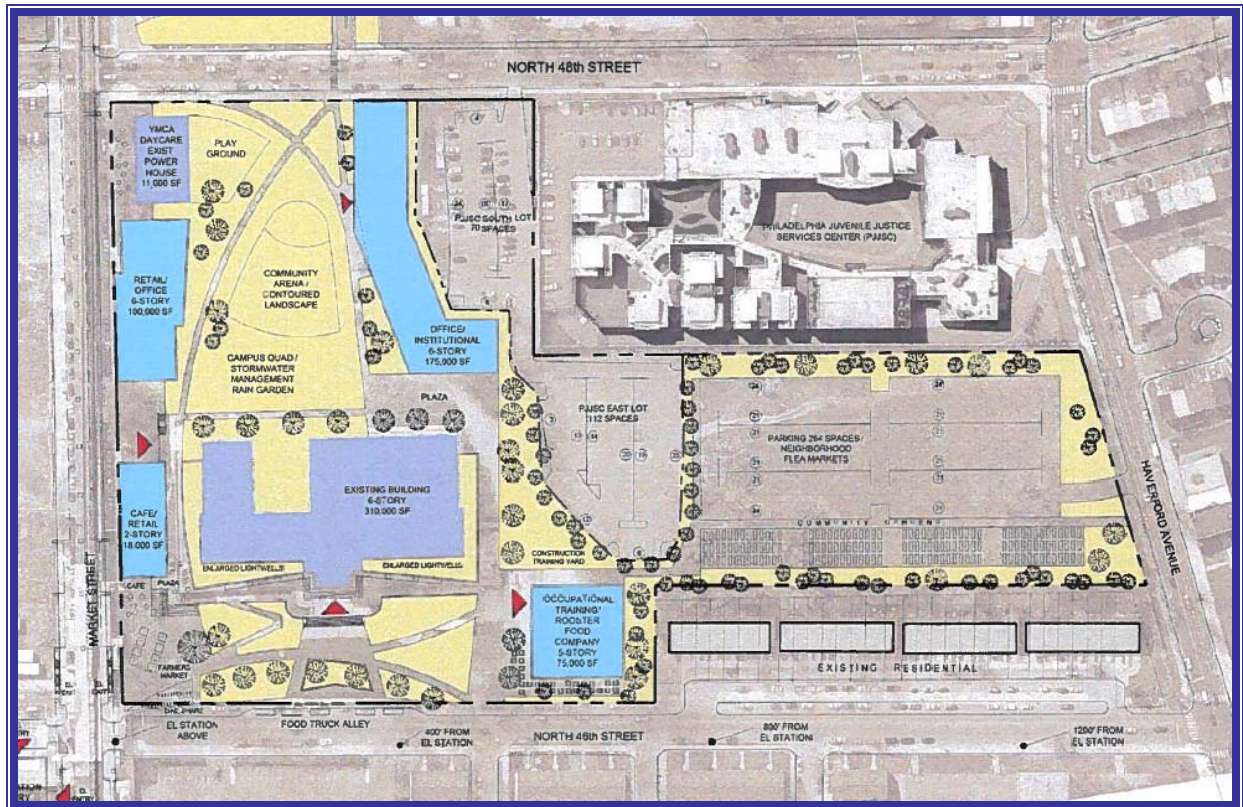 NORTH 48th STREET
YMCA
DAYCARE
EXIST
POWER
HOUSE
11,000 SF
PLAY
GROUND
PJJSC SOUTH LOT
70 SPACES
PHILADELPHIA JUVENILE JUSTICE
SERVICES CENTER (PJJSC)
RETAIL/
OFFICE
6-STORY
100,000 SF
COMMUNITY
ARENA /
CONTOURED
LANDSCAPE
OFFICE/
INSTITUTIONAL
6-STORY
175,000 SF
CAMPUS QUAD /
STORMWATER
MANAGEMENT
RAIN GARDEN
PLAZA
PJJSC EAST LOT
112 SPACES
PARKING 264 SPACES/
NEIGHBORHOOD
FLEA MARKETS
HAVERFORD AVENUE
EXISTING BUILDING
6-STORY
310,000 SF
CAFE/
RETAIL
2-STORY
18,000 SF
COMMUNITY GARDENS
CONSTRUCTION
TRAINING YARD
ENLARGED LIGHTWELLS
ENLARGED LIGHTWELLS
MARKET STREET
CAFE
PLAZA
OCCUPATIONAL
TRAINING/
ROOSTER
FOOD
COMPANY
5-STORY
75,000 SF
FARMERS
MARKET
EXISTING RESIDENTIAL
EL STATION
ABOVE
FOOD TRUCK ALLEY
400' FROM
EL STATION
NORTH 46th STREET
800' FROM
EL STATION
1200' FROM
EL STATION